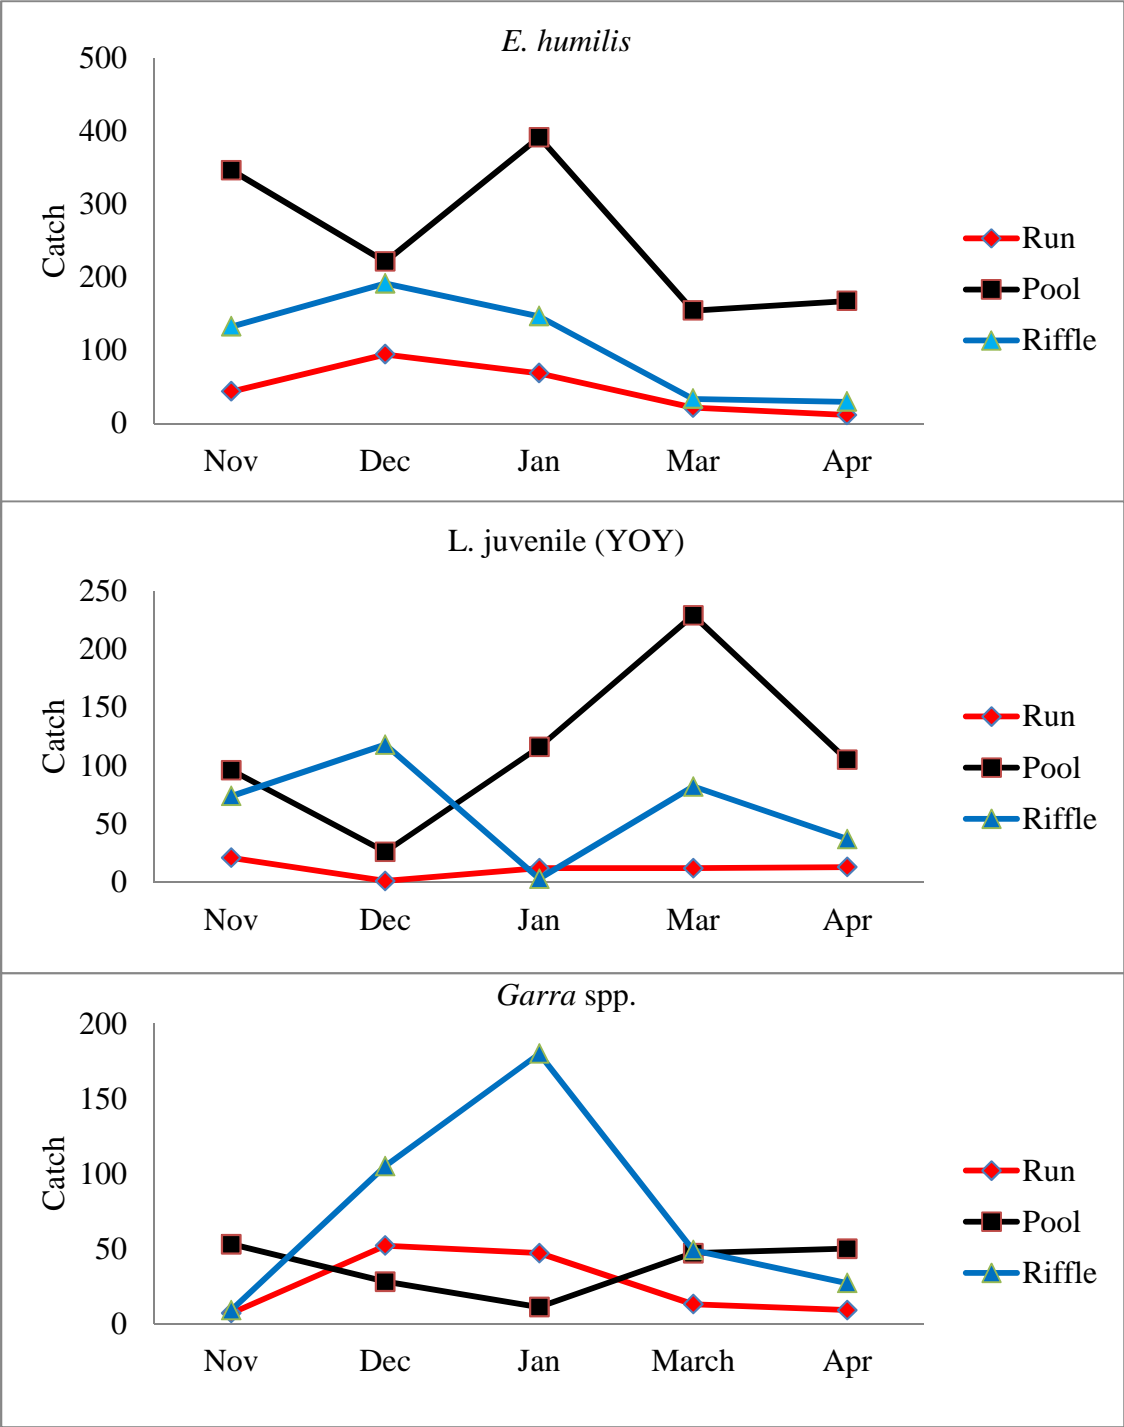 E. humilis
500
400
300
200
100
0
Catch
Nov Dec Jan Mar Apr
Run
Pool
Riffle
L. juvenile (YOY)
250
200
150
100
50
0
Catch
Nov Dec Jan Mar Apr
Run
Pool
Riffle
Garra spp.
200
150
100
50
0
Catch
Nov Dec Jan March Apr
Run
Pool
Riffle